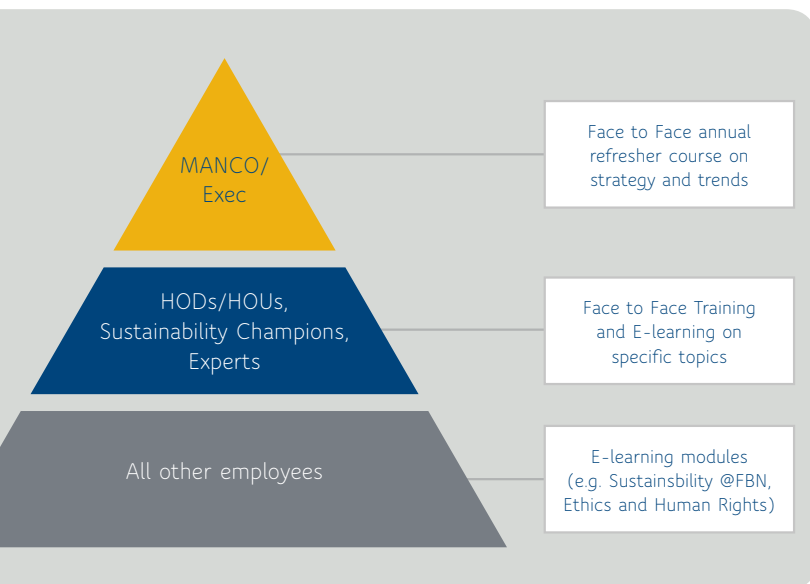 MANCO/
Exec
Face to Face annual
refresher course on
strategy and trends
HODs/HOUs,
Sustainability Champions,
Experts
Face to Face Training
and E-learning on
specific topics
All other employees
E-learning modules
(e.g. Sustainsbility @FBN,
Ethics and Human Rights)